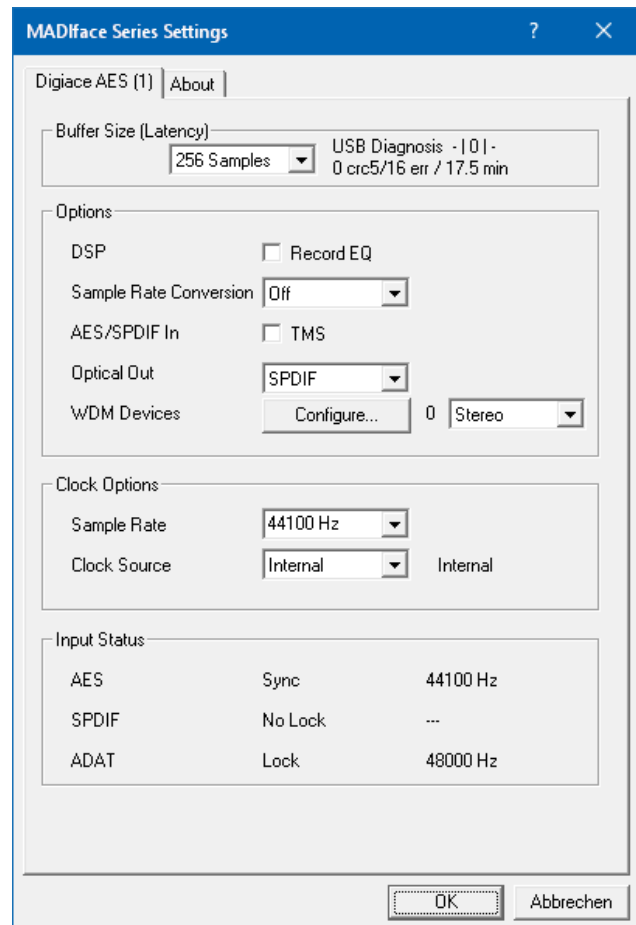 MADIface Series Settings ? ×
Digiace AES (1) About
Buffer Size (Latency)
256 Samples
USB Diagnosis - | 0 | -
0 crc5/16 err / 17.5 min
Options
DSP Record EQ
Sample Rate Conversion Off
AES/SPDIF In TMS
Optical Out SPDIF
WDM Devices Configure... 0 Stereo
Clock Options
Sample Rate 44100 Hz
Clock Source Internal Internal
Input Status
AES Sync 44100 Hz
SPDIF No Lock ---
ADAT Lock 48000 Hz
OK Abbrechen